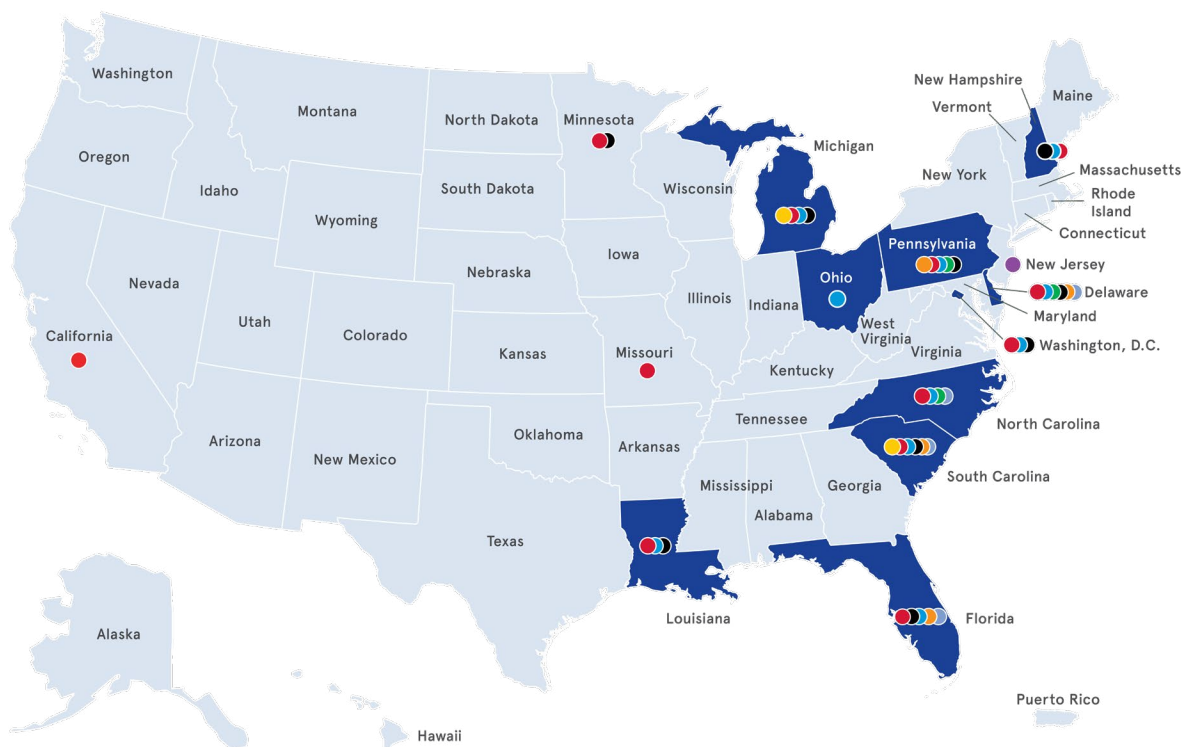 Washington
Montana
North Dakota
Minnesota
New Hampshire
Vermont
Maine
Oregon
Idaho
Wyoming
South Dakota
Wisconsin
Michigan
New York
Massachusetts
Rhode
Island
Connecticut
Nevada
Utah
Colorado
Nebraska
Iowa
Illinois
Indiana
Ohio
Pennsylvania
New Jersey
Delaware
Maryland
Washington, D.C.
California
Kansas
Missouri
Kentucky
West
Virginia
Virginia
Arizona
New Mexico
Oklahoma
Arkansas
Tennessee
North Carolina
South Carolina
Texas
Mississippi
Alabama
Georgia
Louisiana
Florida
Alaska
Hawaii
Puerto Rico